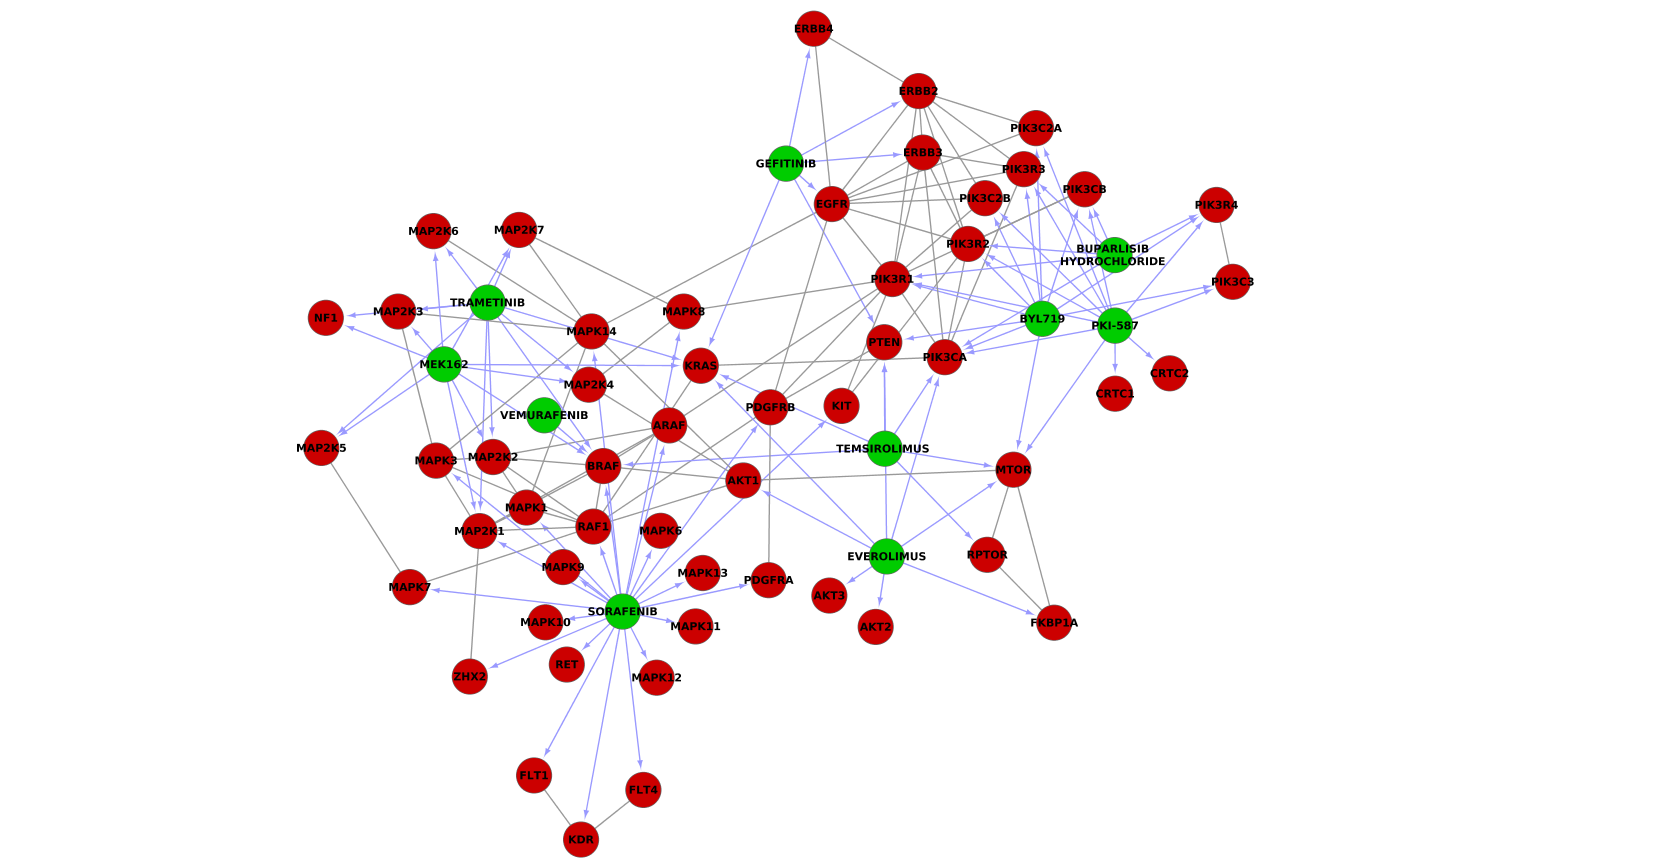 ERBB4
ERBB2
PIK3C2A
ERBB3
GEFITINIB
PIK3R3
PIK3CB
PIK3C2B
EGFR
PIK3R4
MAP2K6
MAP2K7
PIK3R2
BUPARLISIB
HYDROCHLORIDE
PIK3R1
PIK3C3
TRAMETINIB
MAP2K3
MAPK8
NF1
BYL719
PKI-587
MAPK14
PTEN
PIK3CA
MEK162
KRAS
CRTC2
MAP2K4
CRTC1
PDGFRB
KIT
VEMURAFENIB
ARAF
MAP2K5
TEMSIROLIMUS
MAPK3
MAP2K2
BRAF
MTOR
AKT1
MAPK1
RAF1
MAP2K1
MAPK6
EVEROLIMUS
RPTOR
MAPK9
MAPK13
PDGFRA
MAPK7
AKT3
SORAFENIB
MAPK10
MAPK11
AKT2
FKBP1A
RET
ZHX2
MAPK12
FLT1
FLT4
KDR